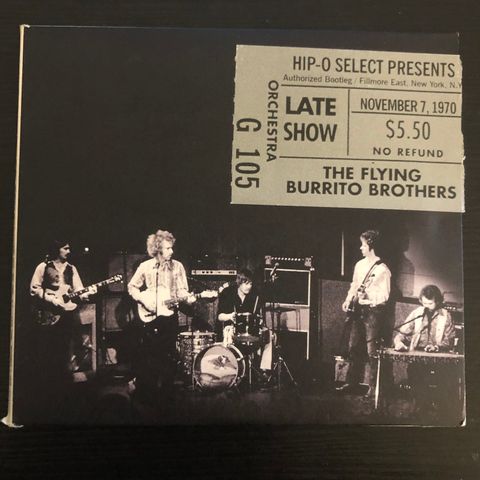 HIP-O SELECT PRESENTS
Authorized Bootleg / Fillmore East, New York, N.Y.
ORCHESTRA
G 105
LATE
SHOW
NOVEMBER 7, 1970
$5.50
NO REFUND
THE FLYING
BURRITO BROTHERS